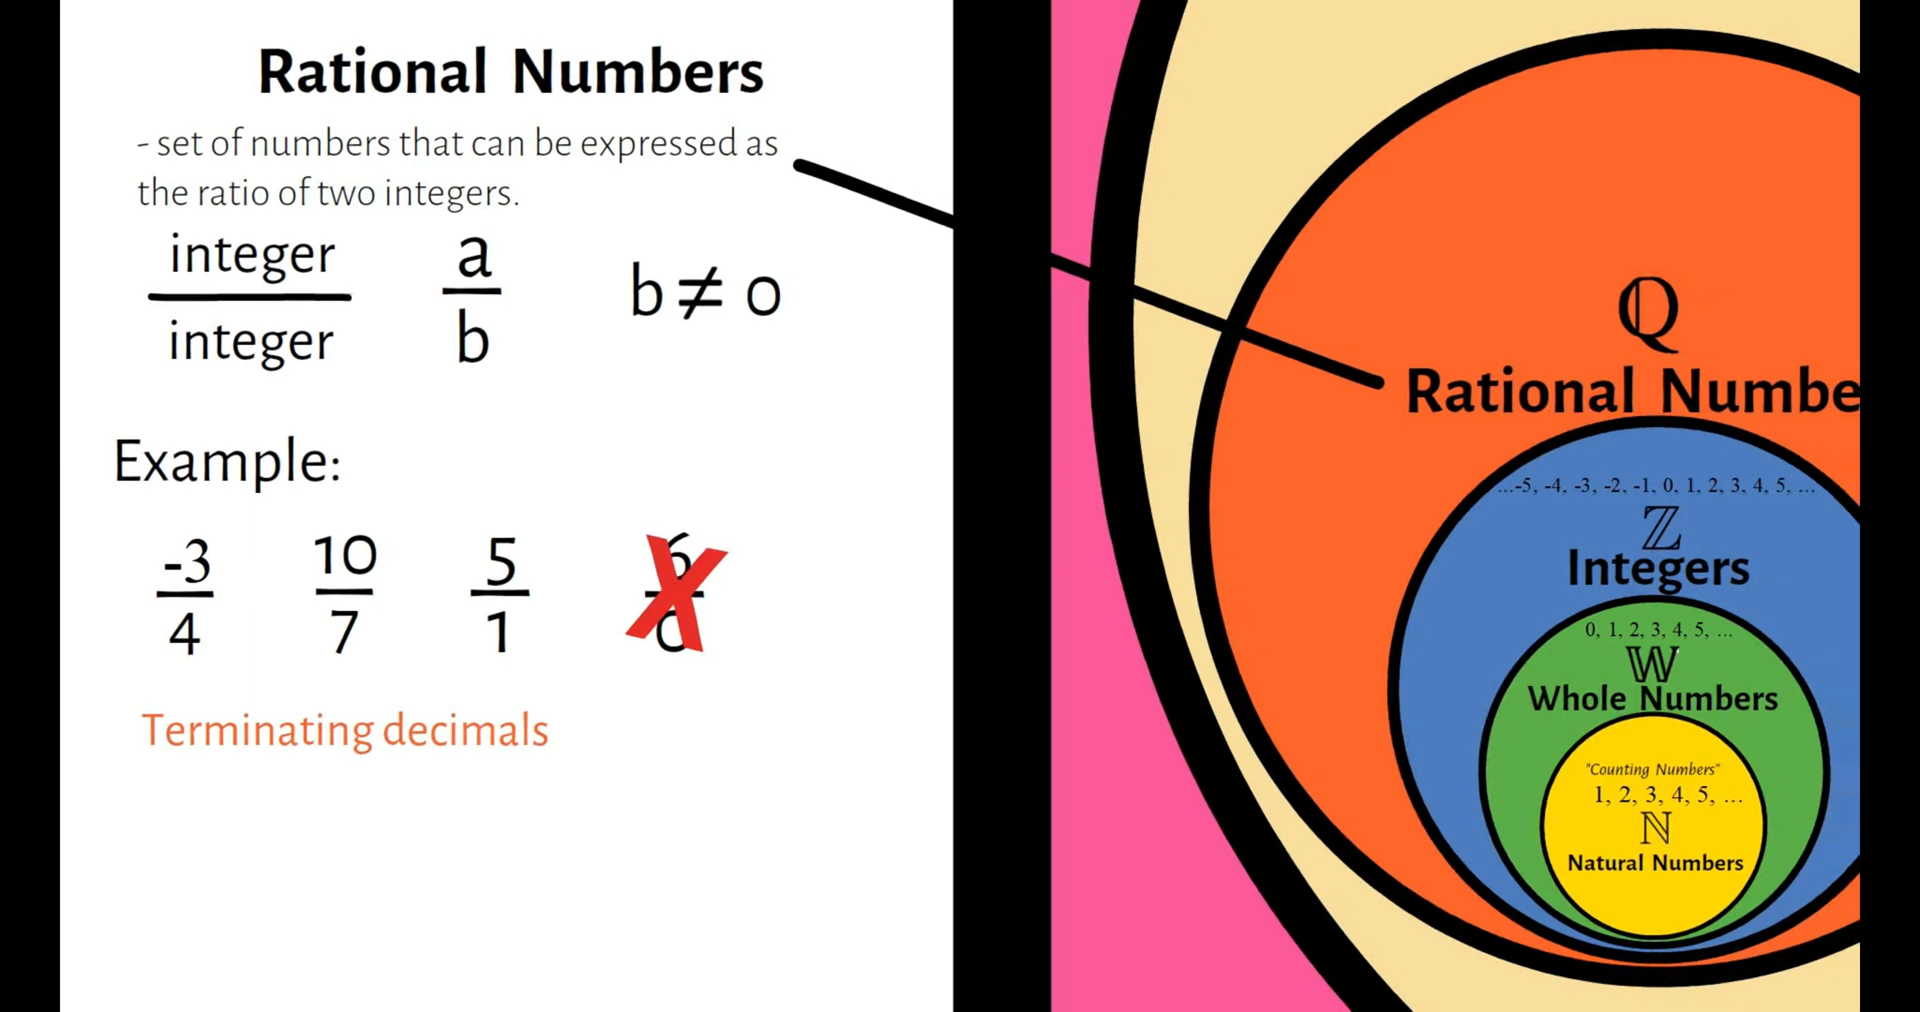 Rational Numbers
- set of numbers that can be expressed as
the ratio of two integers.
integer
integer
a
b
b ≠ 0
Example:
-3
4
10
7
5
1
6
0
Terminating decimals
ℚ
Rational Numbe
...-5, -4, -3, -2, -1, 0, 1, 2, 3, 4, 5, ...
ℤ
Integers
0, 1, 2, 3, 4, 5, ...
𝕎
Whole Numbers
"Counting Numbers"
1, 2, 3, 4, 5, ...
ℕ
Natural Numbers